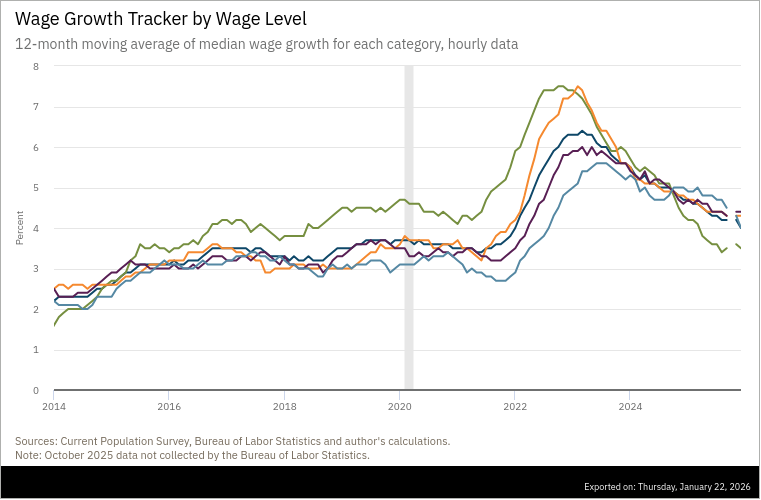 Wage Growth Tracker by Wage Level
12-month moving average of median wage growth for each category, hourly data
8
7
6
5
4
3
2
1
0
Percent
2014 2016 2018 2020 2022 2024
Sources: Current Population Survey, Bureau of Labor Statistics and author's calculations.
Note: October 2025 data not collected by the Bureau of Labor Statistics.
Exported on: Thursday, January 22, 2026